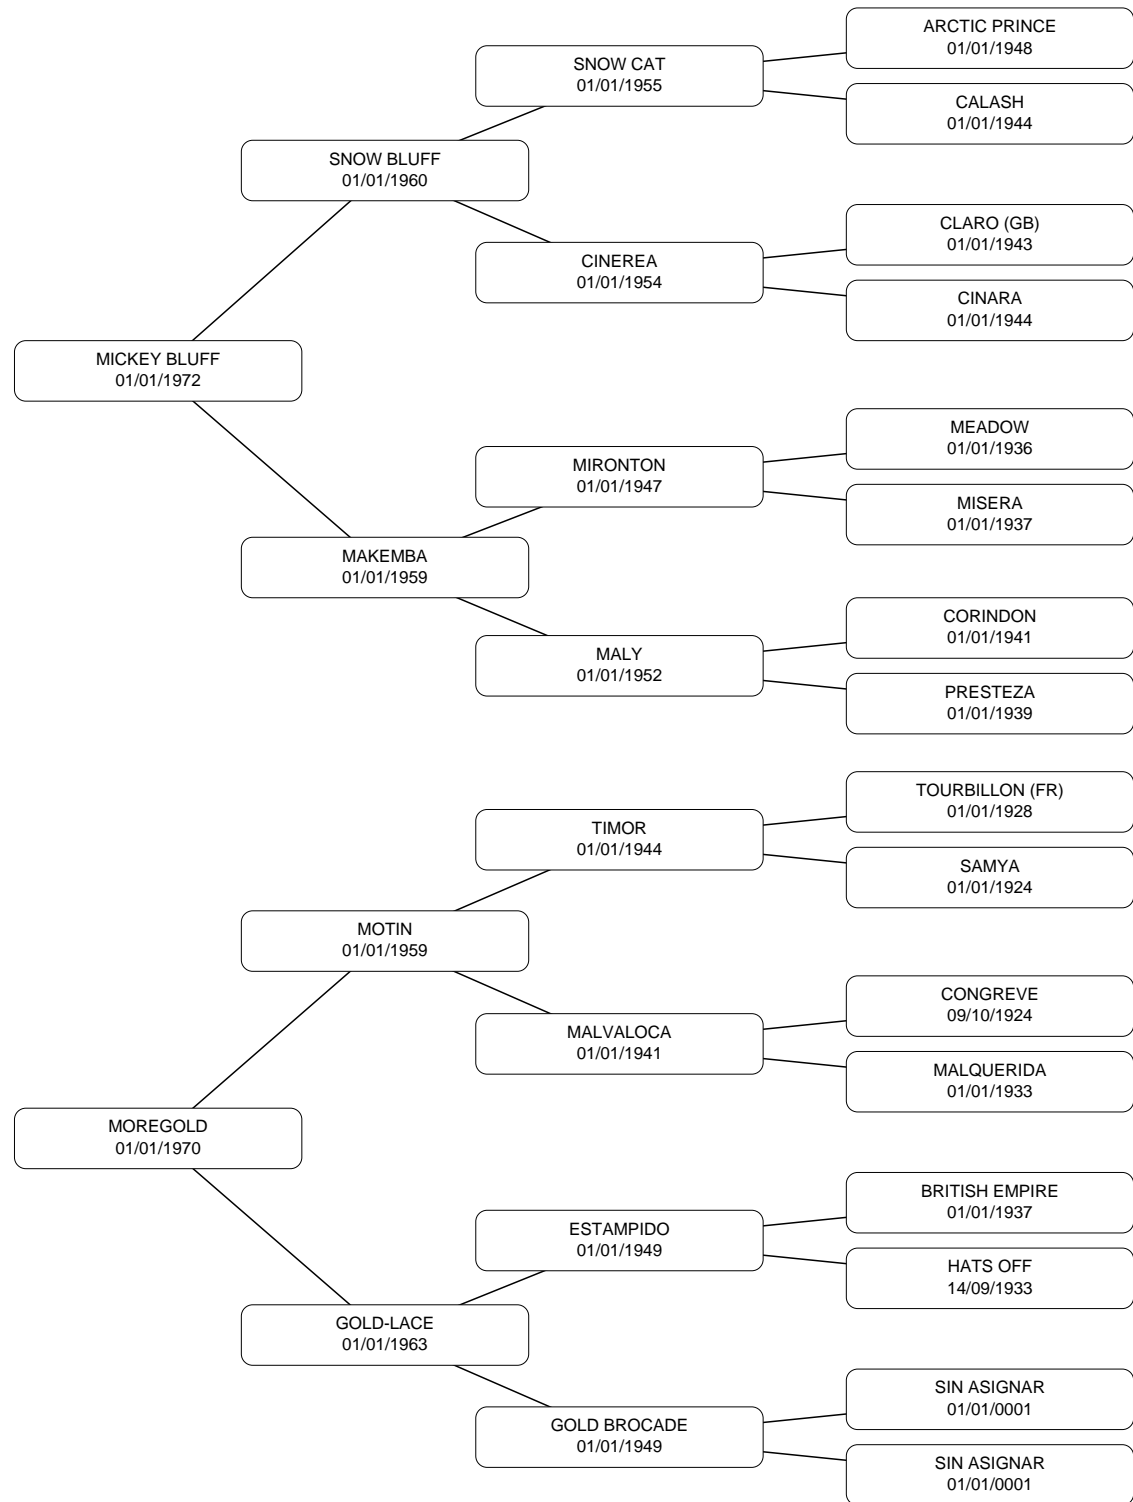 ARCTIC PRINCE
01/01/1948
SNOW CAT
01/01/1955
CALASH
01/01/1944
SNOW BLUFF
01/01/1960
CLARO (GB)
01/01/1943
CINEREA
01/01/1954
CINARA
01/01/1944
MICKEY BLUFF
01/01/1972
MEADOW
01/01/1936
MIRONTON
01/01/1947
MISERA
01/01/1937
MAKEMBA
01/01/1959
CORINDON
01/01/1941
MALY
01/01/1952
PRESTEZA
01/01/1939
TOURBILLON (FR)
01/01/1928
TIMOR
01/01/1944
SAMYA
01/01/1924
MOTIN
01/01/1959
CONGREVE
09/10/1924
MALVALOCA
01/01/1941
MALQUERIDA
01/01/1933
MOREGOLD
01/01/1970
BRITISH EMPIRE
01/01/1937
ESTAMPIDO
01/01/1949
HATS OFF
14/09/1933
GOLD-LACE
01/01/1963
SIN ASIGNAR
01/01/0001
GOLD BROCADE
01/01/1949
SIN ASIGNAR
01/01/0001